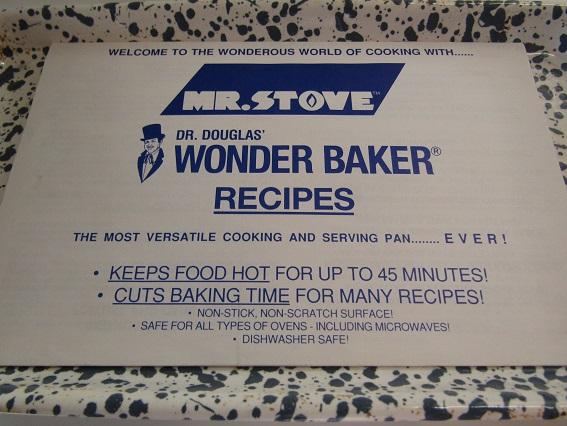 WELCOME TO THE WONDEROUS WORLD OF COOKING WITH......
MR.STOVE™
DR. DOUGLAS'
WONDER BAKER®
RECIPES
THE MOST VERSATILE COOKING AND SERVING PAN........ E V E R !
• KEEPS FOOD HOT FOR UP TO 45 MINUTES!
• CUTS BAKING TIME FOR MANY RECIPES!
• NON-STICK, NON-SCRATCH SURFACE!
• SAFE FOR ALL TYPES OF OVENS - INCLUDING MICROWAVES!
• DISHWASHER SAFE!